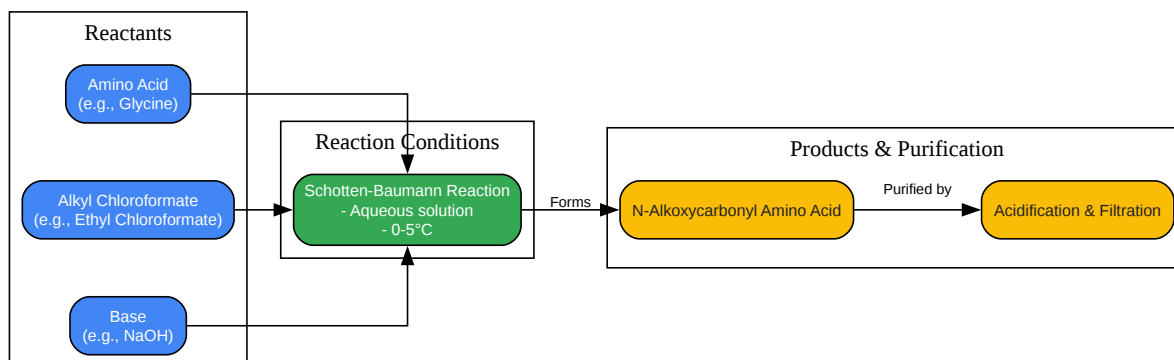 Reactants
Amino Acid
(e.g., Glycine)
Alkyl Chloroformate
(e.g., Ethyl Chloroformate)
Base
(e.g., NaOH)
Reaction Conditions
Schotten-Baumann Reaction
- Aqueous solution
- 0-5°C
Forms
Products & Purification
N-Alkoxycarbonyl Amino Acid
Purified by
Acidification & Filtration